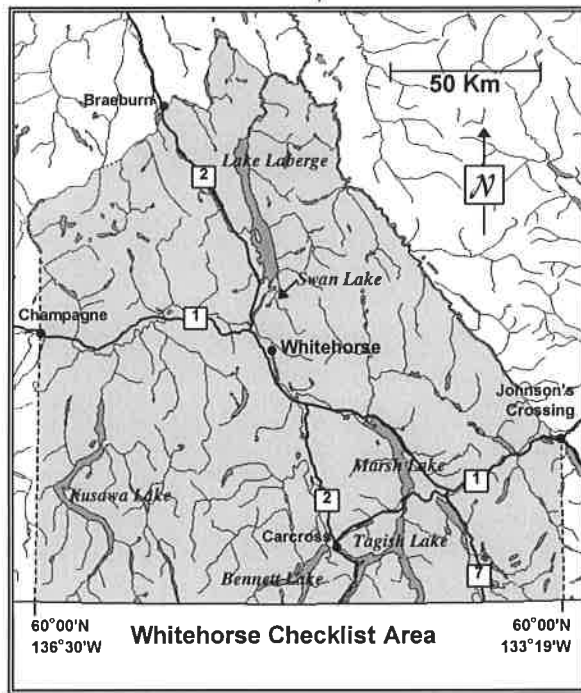 50 Km
Braeburn
Lake Laberge
2
N
Swan Lake
Champagne
1
Whitehorse
Johnson's
Crossing
Marsh Lake
1
Kusawa Lake
2
Carcross
Tagish Lake
Bennett Lake
7
60°00'N
136°30'W
Whitehorse Checklist Area
60°00'N
133°19'W